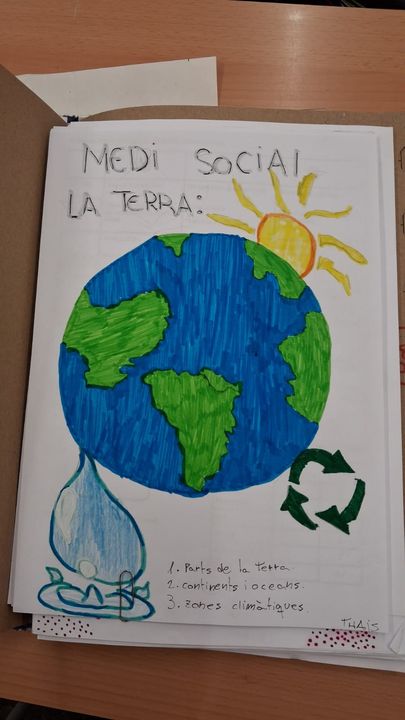 MEDI SOCIAL
LA TERRA:
1. Parts de la terra
2. continents i oceans.
3. zones climàtiques.
THAIS